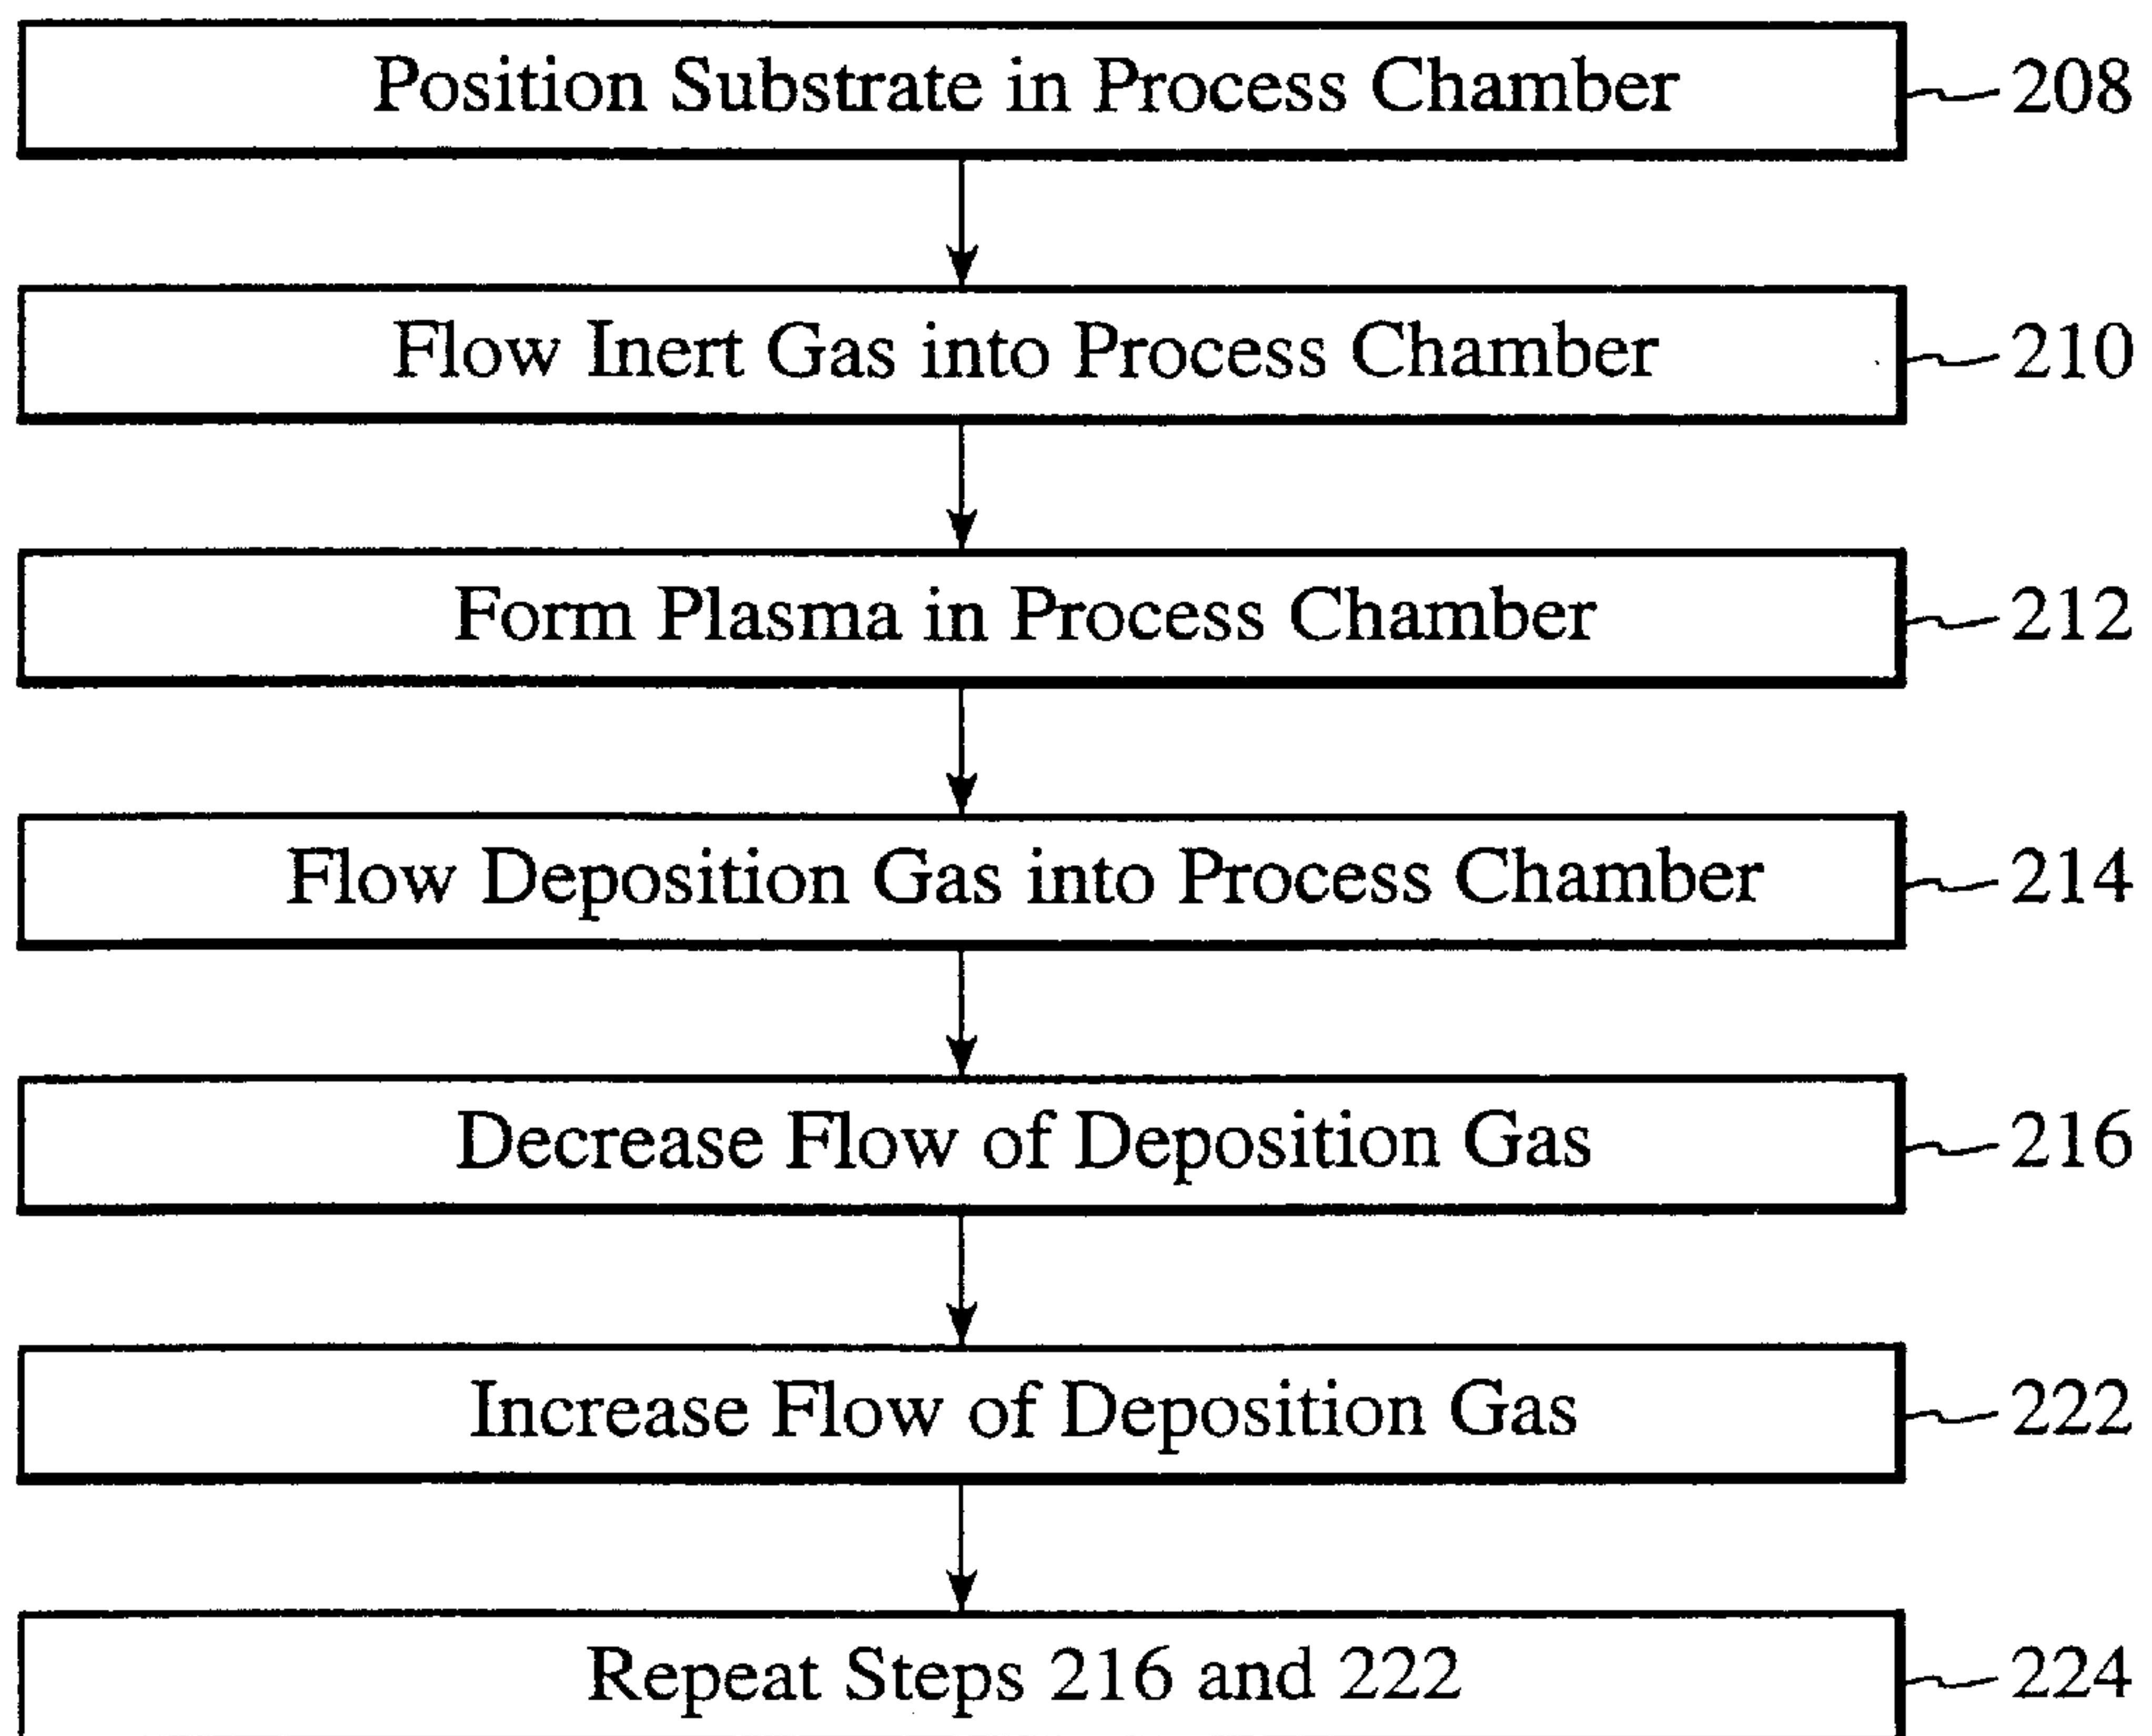 Position Substrate in Process Chamber 208
Flow Inert Gas into Process Chamber 210
Form Plasma in Process Chamber 212
Flow Deposition Gas into Process Chamber 214
Decrease Flow of Deposition Gas 216
Increase Flow of Deposition Gas 222
Repeat Steps 216 and 222 224